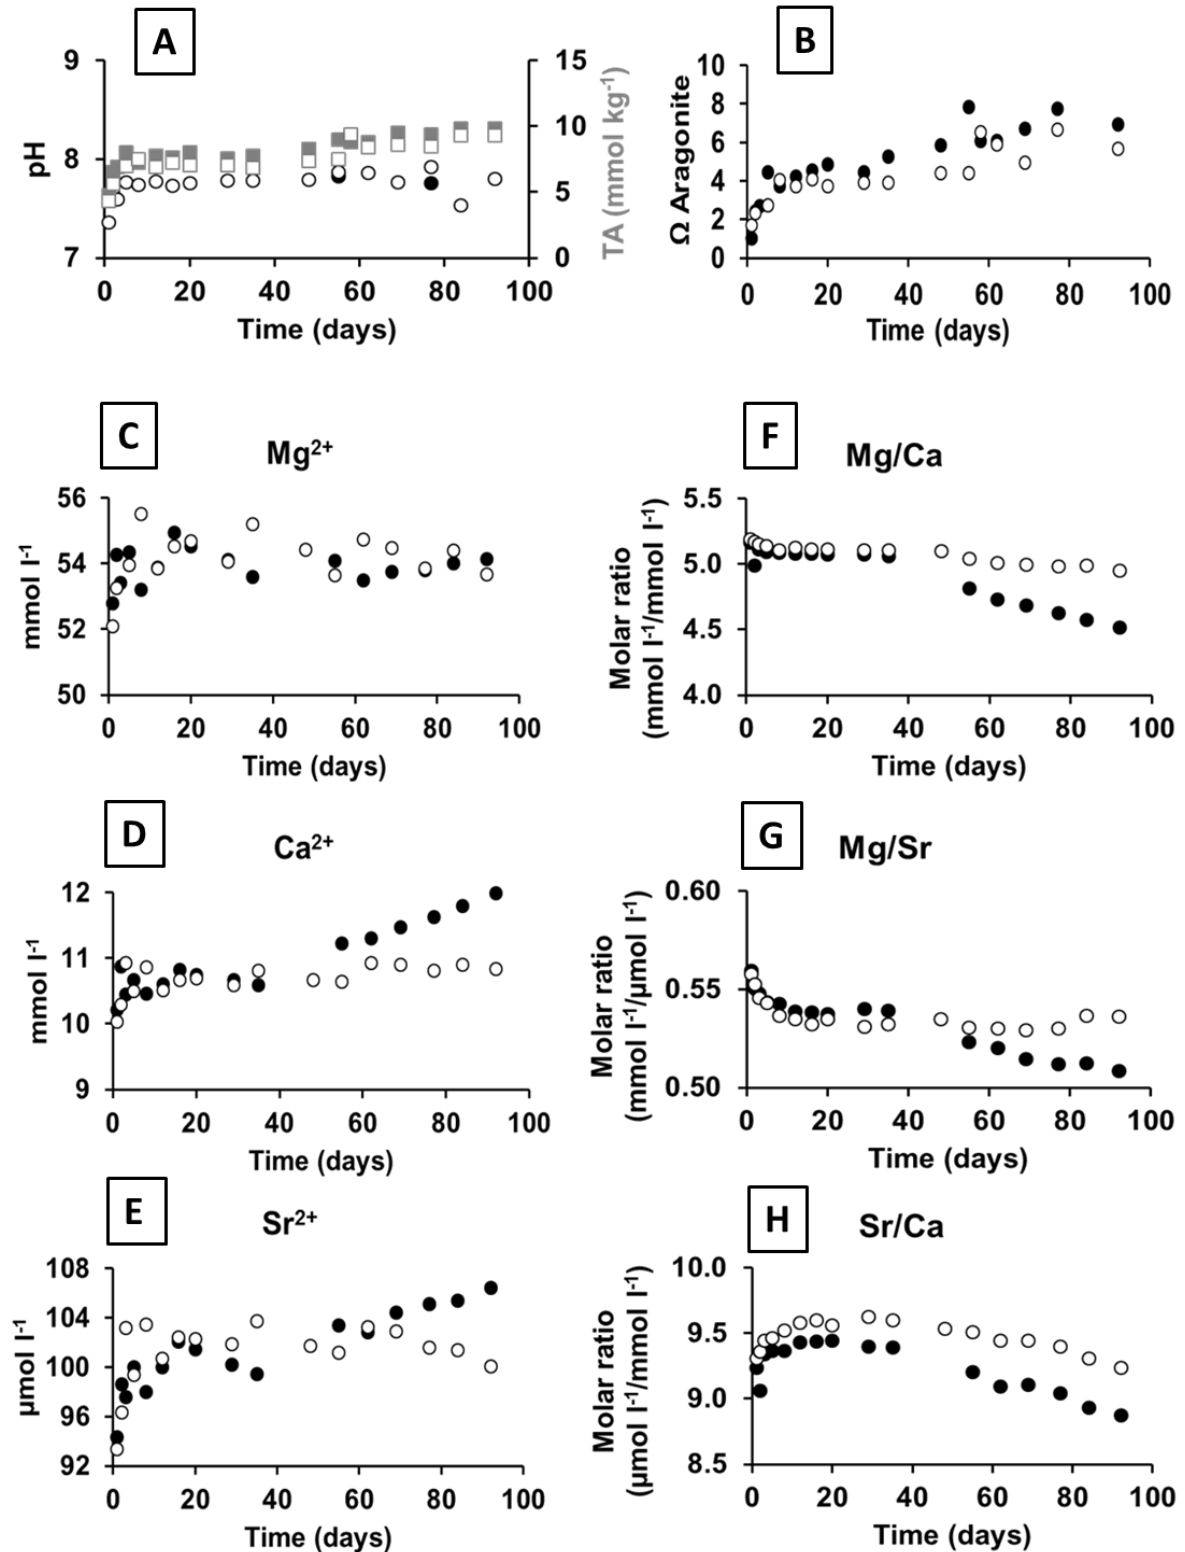 A
9
8
7
pH
15
10
5
0
TA (mmol kg⁻¹)
0 20 40 60 80 100
Time (days)
B
10
8
6
4
2
0
Ω Aragonite
0 20 40 60 80 100
Time (days)
C
Mg²⁺
56
54
52
50
mmol l⁻¹
0 20 40 60 80 100
Time (days)
F
Mg/Ca
5.5
5.0
4.5
4.0
Molar ratio
(mmol l⁻¹/mmol l⁻¹)
0 20 40 60 80 100
Time (days)
D
Ca²⁺
12
11
10
9
mmol l⁻¹
0 20 40 60 80 100
Time (days)
G
Mg/Sr
0.60
0.55
0.50
Molar ratio
(mmol l⁻¹/µmol l⁻¹)
0 20 40 60 80 100
Time (days)
E
Sr²⁺
108
104
100
96
92
µmol l⁻¹
0 20 40 60 80 100
Time (days)
H
Sr/Ca
10.0
9.5
9.0
8.5
Molar ratio
(µmol l⁻¹/mmol l⁻¹)
0 20 40 60 80 100
Time (days)